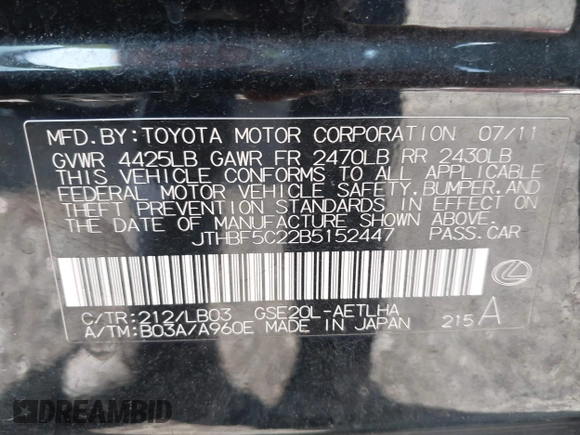 MFD.BY:TOYOTA MOTOR CORPORATION 07/11
GVWR 4425LB GAWR FR 2470LB RR 2430LB
THIS VEHICLE CONFORMS TO ALL APPLICABLE
FEDERAL MOTOR VEHICLE SAFETY,BUMPER,AND
THEFT PREVENTION STANDARDS IN EFFECT ON
THE DATE OF MANUFACTURE SHOWN ABOVE.
JTHBF5C22B5152447 PASS.CAR
C/TR:212/LB03 GSE20L-AETLHA
A/TM:B03A/A960E MADE IN JAPAN 215 A
DREAMBID